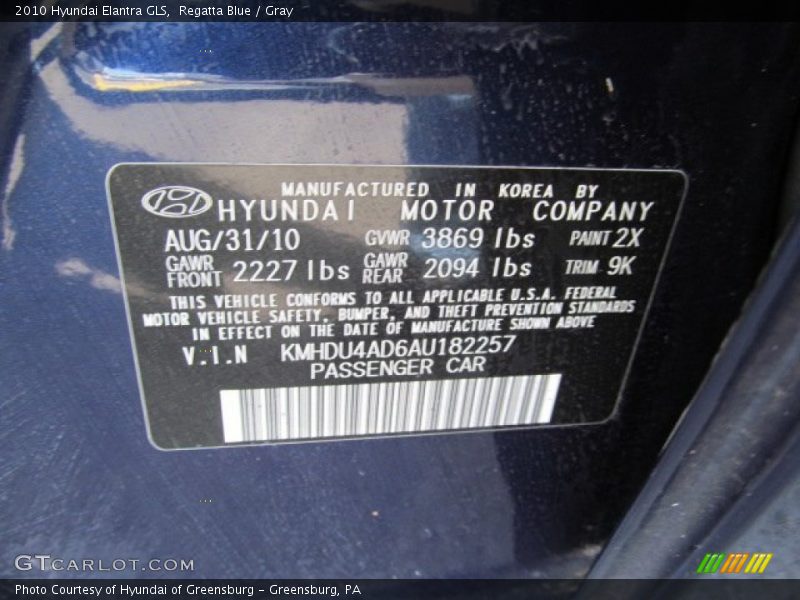 2010 Hyundai Elantra GLS, Regatta Blue / Gray
MANUFACTURED IN KOREA BY
HYUNDAI MOTOR COMPANY
AUG/31/10 GVWR 3869 lbs PAINT 2X
GAWR FRONT 2227 lbs GAWR REAR 2094 lbs TRIM 9K
THIS VEHICLE CONFORMS TO ALL APPLICABLE U.S.A. FEDERAL
MOTOR VEHICLE SAFETY, BUMPER, AND THEFT PREVENTION STANDARDS
IN EFFECT ON THE DATE OF MANUFACTURE SHOWN ABOVE
V.I.N KMHDU4AD6AU182257
PASSENGER CAR
GTCARLOT.COM
Photo Courtesy of Hyundai of Greensburg - Greensburg, PA